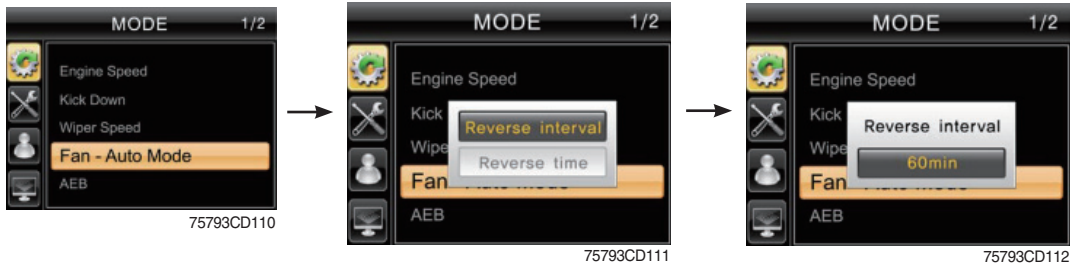 MODE 1/2
Engine Speed
Kick Down
Wiper Speed
Fan - Auto Mode
AEB
75793CD110
MODE 1/2
Engine Speed
Kick
Reverse interval
Wipe
Reverse time
Fan - Auto Mode
AEB
75793CD111
MODE 1/2
Engine Speed
Kick
Reverse interval
Wipe
60min
Fan - Auto Mode
AEB
75793CD112